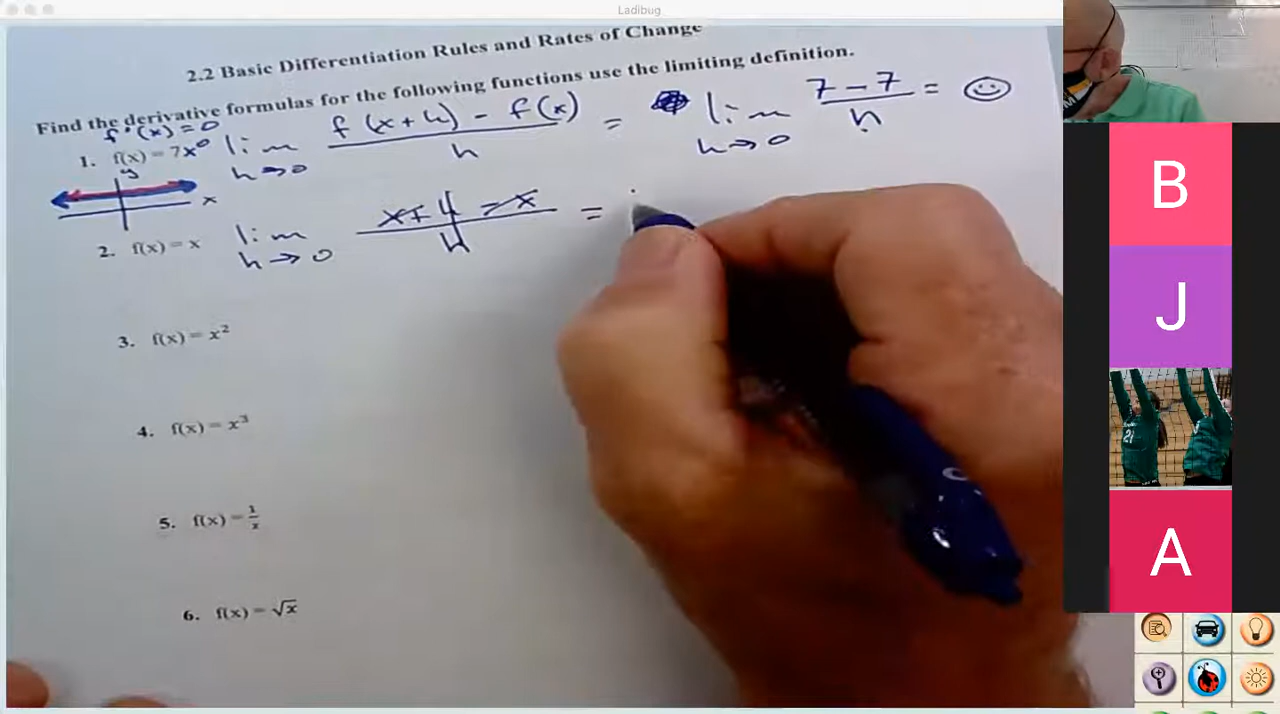 Ladibug
2.2 Basic Differentiation Rules and Rates of Change
Find the derivative formulas for the following functions use the limiting definition.
f'(x) = 0
1. f(x) = 7x⁰ lim h→0 f(x+h) - f(x) / h = lim h→0 7-7 / h = ☺
y
x
2. f(x) = x lim h→0 x+h-x / h =
3. f(x) = x²
4. f(x) = x³
5. f(x) = 1/x
6. f(x) = √x
B
J
21
A